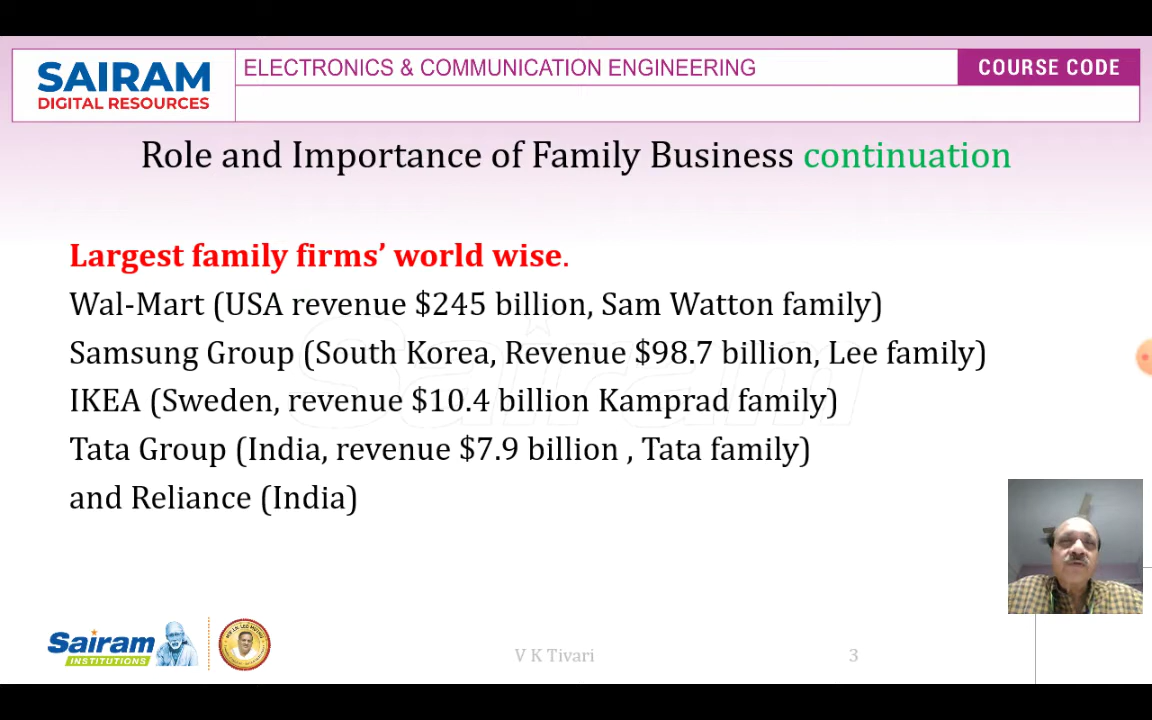 SAIRAM
DIGITAL RESOURCES
ELECTRONICS & COMMUNICATION ENGINEERING
COURSE CODE
Role and Importance of Family Business continuation
Largest family firms’ world wise.
Wal-Mart (USA revenue $245 billion, Sam Watton family)
Samsung Group (South Korea, Revenue $98.7 billion, Lee family)
IKEA (Sweden, revenue $10.4 billion Kamprad family)
Tata Group (India, revenue $7.9 billion , Tata family)
and Reliance (India)
Sairam
Sairam
INSTITUTIONS
V K Tivari
3